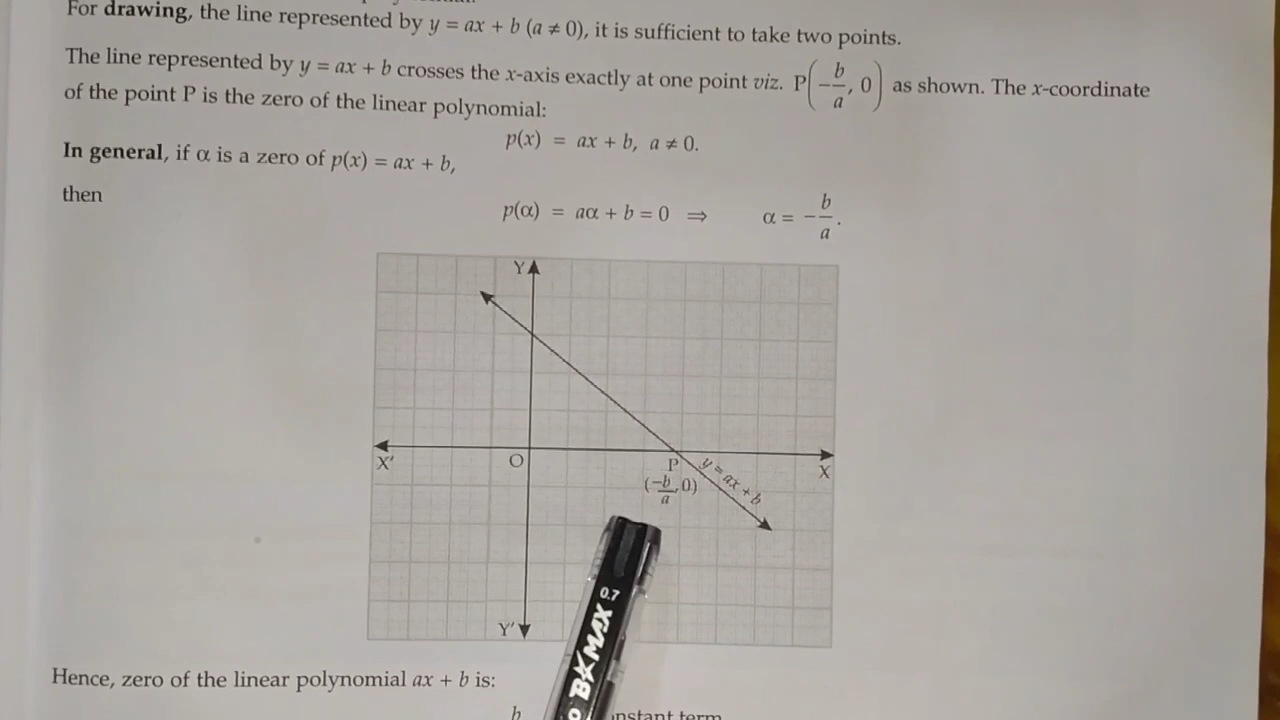 For drawing, the line represented by y = ax + b (a ≠ 0), it is sufficient to take two points.
The line represented by y = ax + b crosses the x-axis exactly at one point viz. P(-b/a, 0) as shown. The x-coordinate
of the point P is the zero of the linear polynomial:
p(x) = ax + b, a ≠ 0.
In general, if α is a zero of p(x) = ax + b,
then
p(α) = aα + b = 0 ⇒ α = -b/a.
Y
X'
O
P
(-b/a, 0)
y = ax + b
X
Y'
0.7
BKMAX
Hence, zero of the linear polynomial ax + b is:
b
term